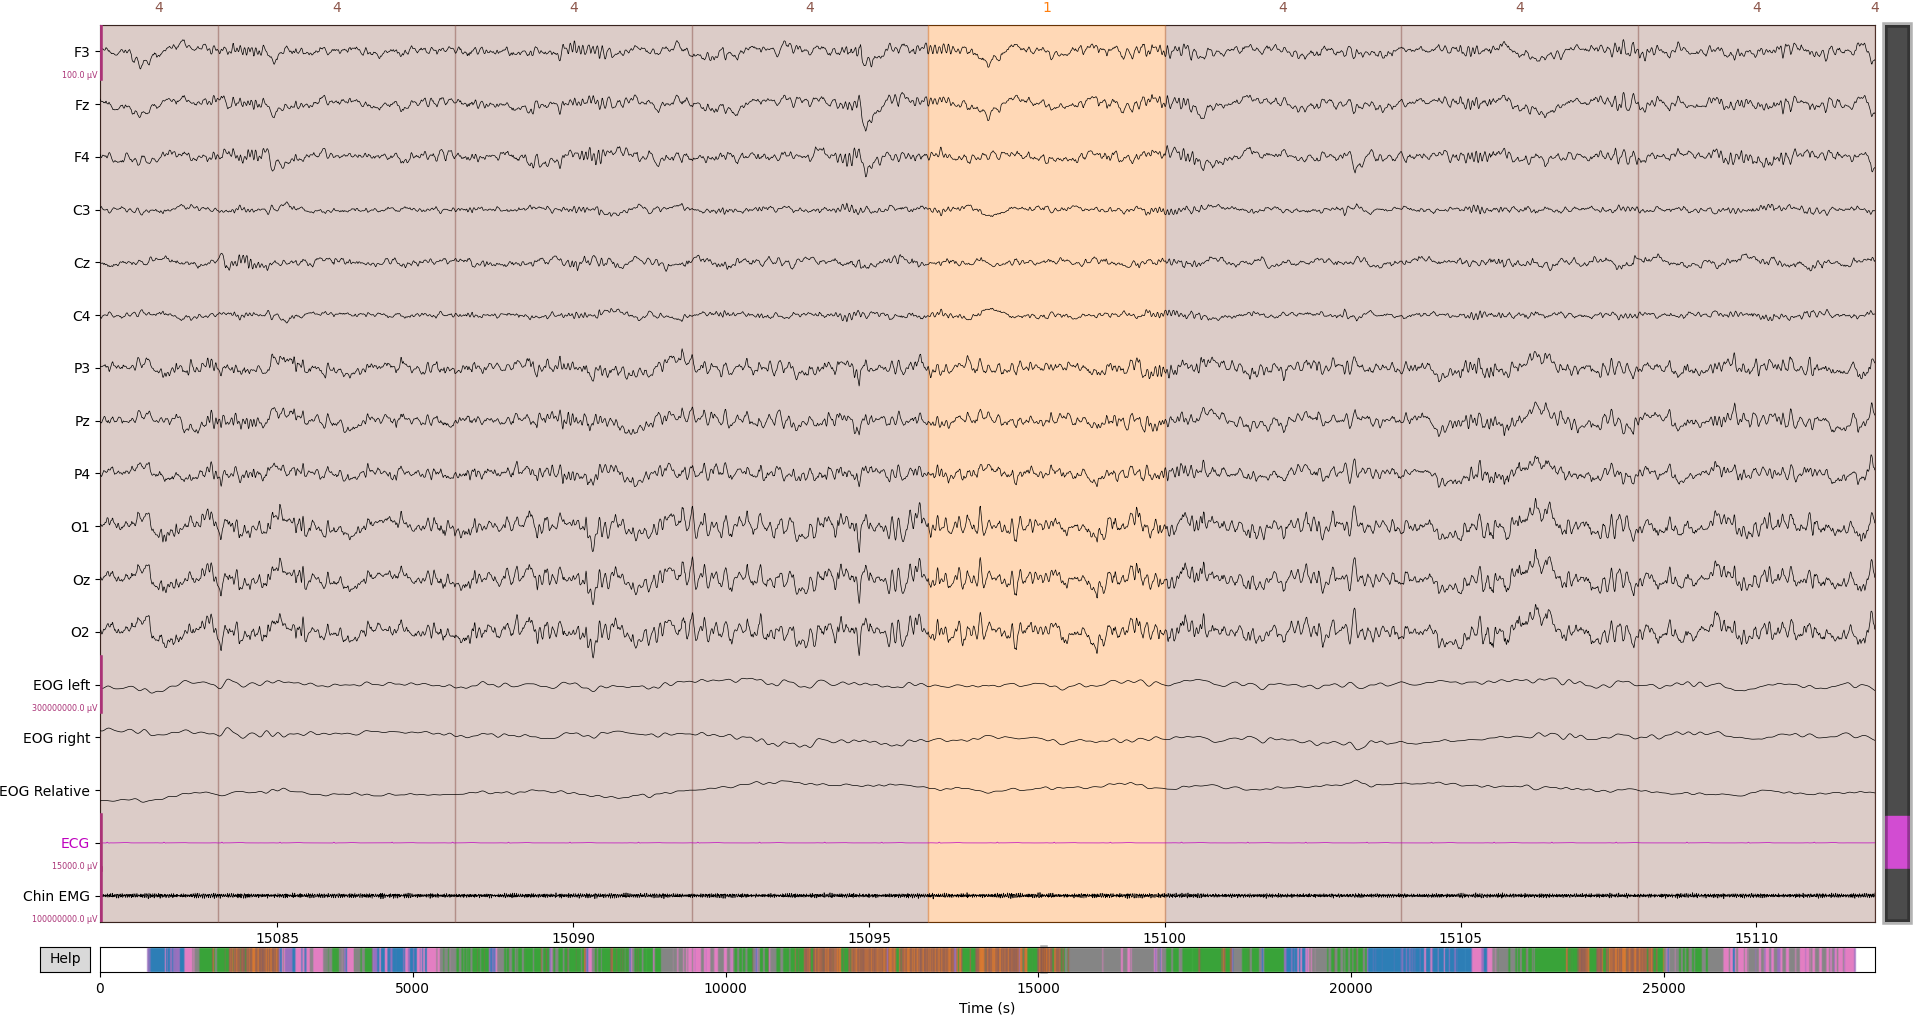 4 4 4 4 1 4 4 4 4
F3
100.0 µV
Fz
F4
C3
Cz
C4
P3
Pz
P4
O1
Oz
O2
EOG left
300000000.0 µV
EOG right
EOG Relative
ECG
15000.0 µV
Chin EMG
100000000.0 µV
15085 15090 15095 15100 15105 15110
Help
0 5000 10000 15000 20000 25000
Time (s)